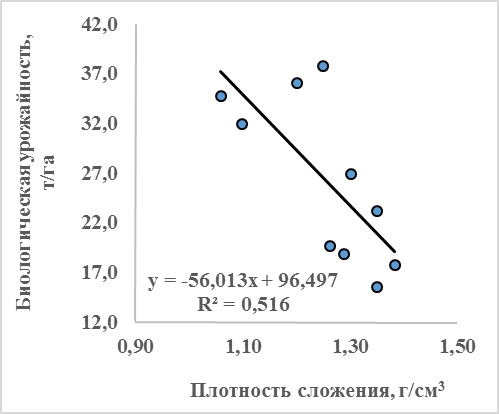 Биологическая урожайность,
т/га
42,0
37,0
32,0
27,0
22,0
17,0
12,0
y = -56,013x + 96,497
R² = 0,516
0,90 1,10 1,30 1,50
Плотность сложения, г/см³